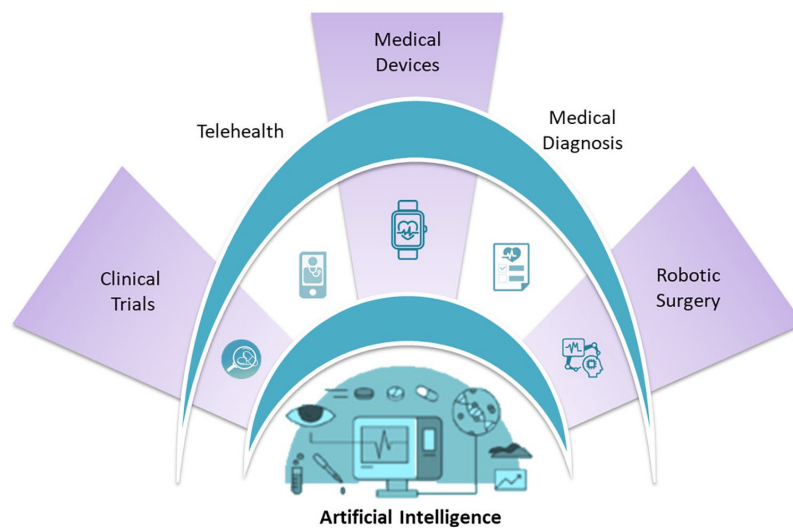 Medical
Devices
Telehealth
Medical
Diagnosis
Clinical
Trials
Robotic
Surgery
Artificial Intelligence